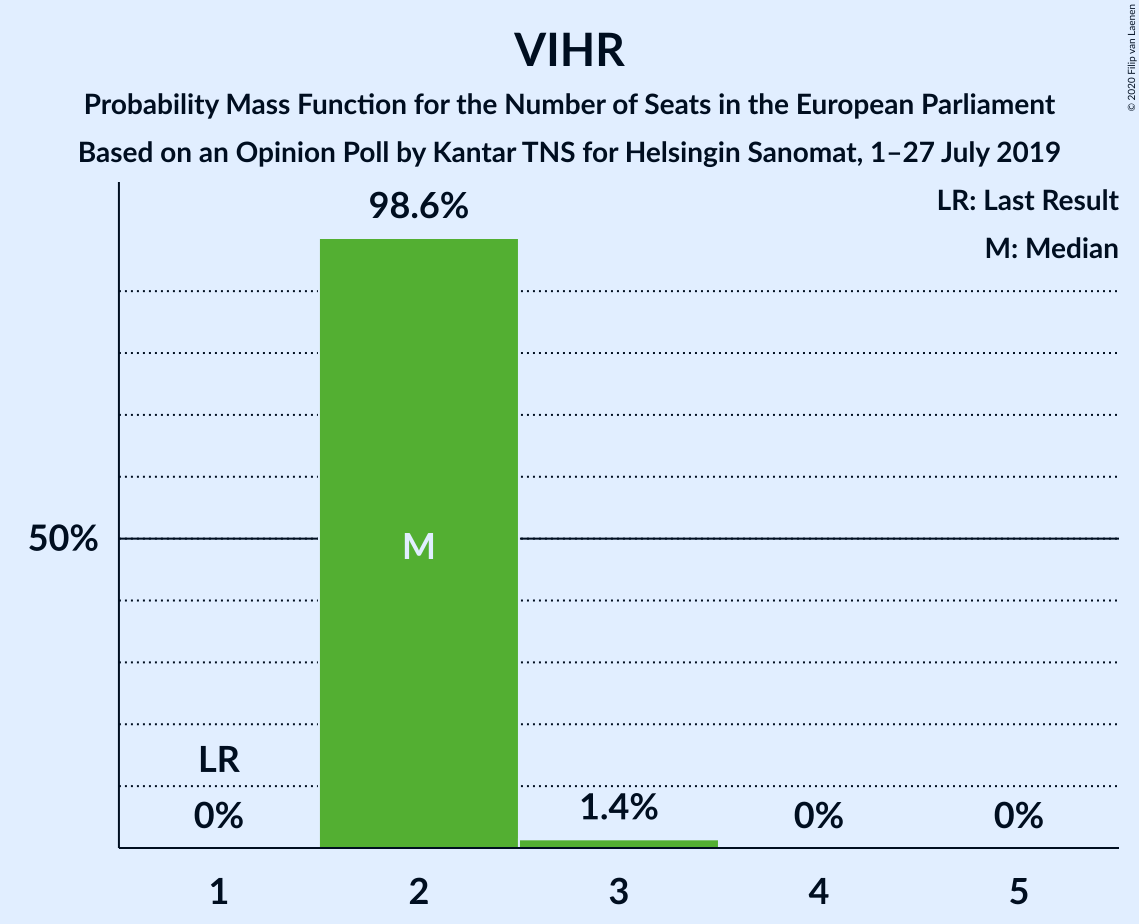 VIHR
Probability Mass Function for the Number of Seats in the European Parliament
Based on an Opinion Poll by Kantar TNS for Helsingin Sanomat, 1–27 July 2019
© 2020 Filip van Laenen
LR: Last Result
M: Median
98.6%
50%
M
LR
0%
1.4%
0%
0%
1
2
3
4
5